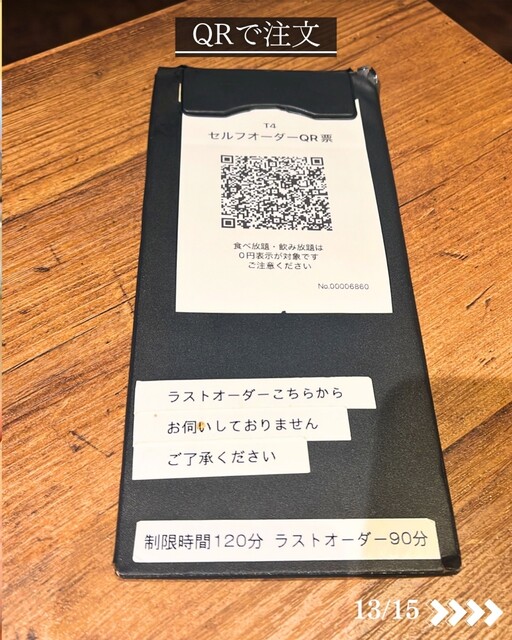 QRで注文
T4
セルフオーダーQR票
食べ放題・飲み放題は
0円表示が対象です
ご注意ください
No.00006860
ラストオーダーこちらから
お伺いしておりません
ご了承ください
制限時間120分 ラストオーダー90分
13/15